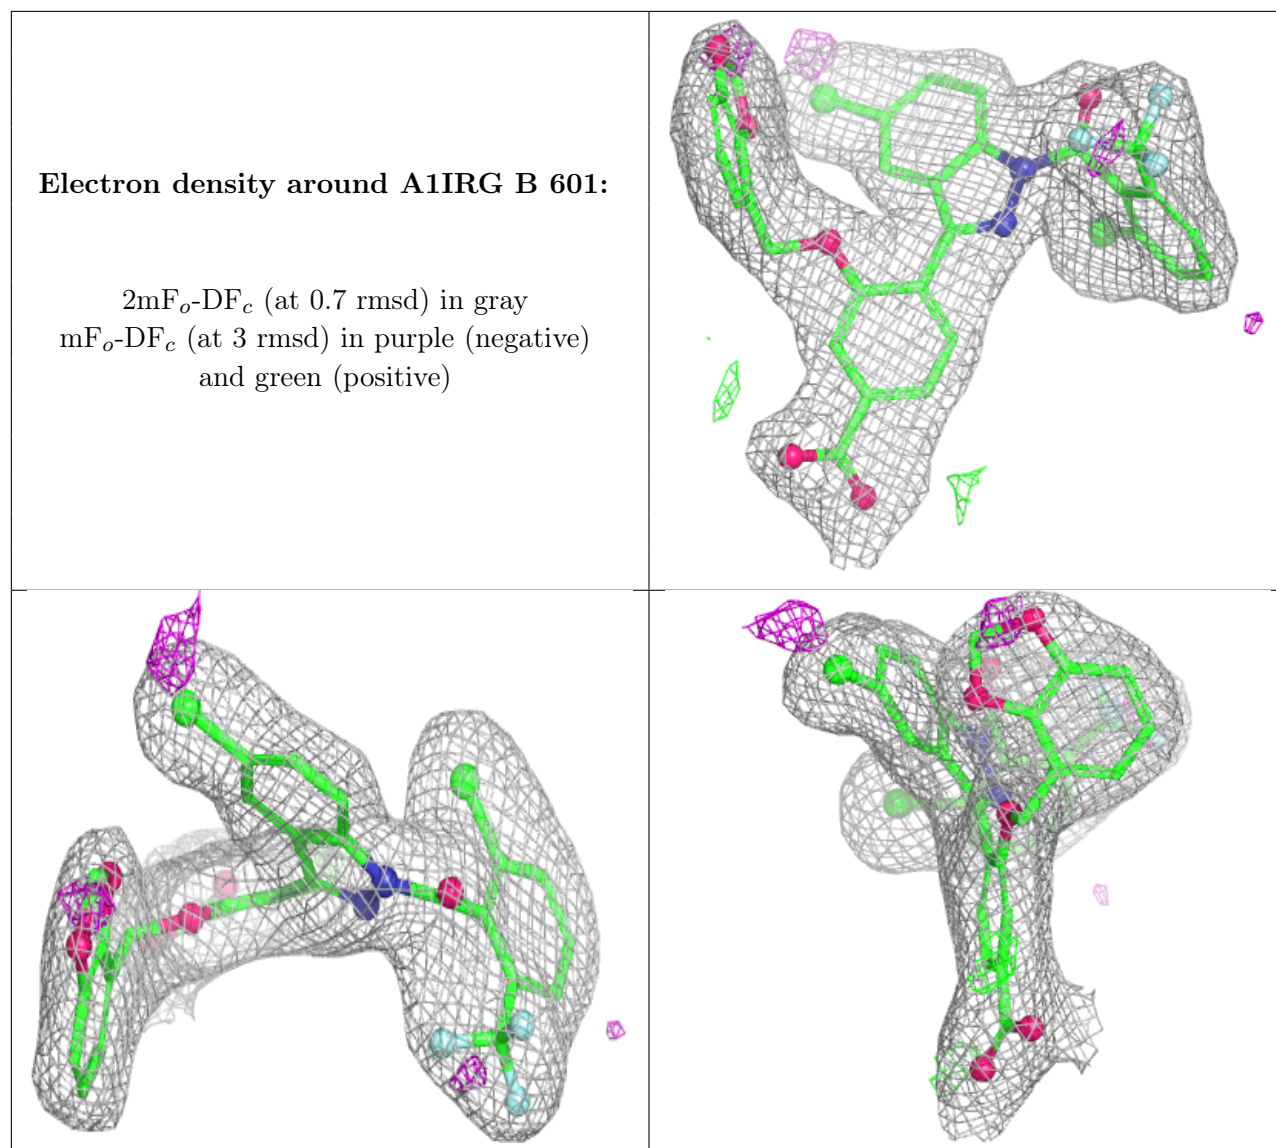 Electron density around A1IRG B 601:
2mFo-DFc (at 0.7 rmsd) in gray
mFo-DFc (at 3 rmsd) in purple (negative)
and green (positive)